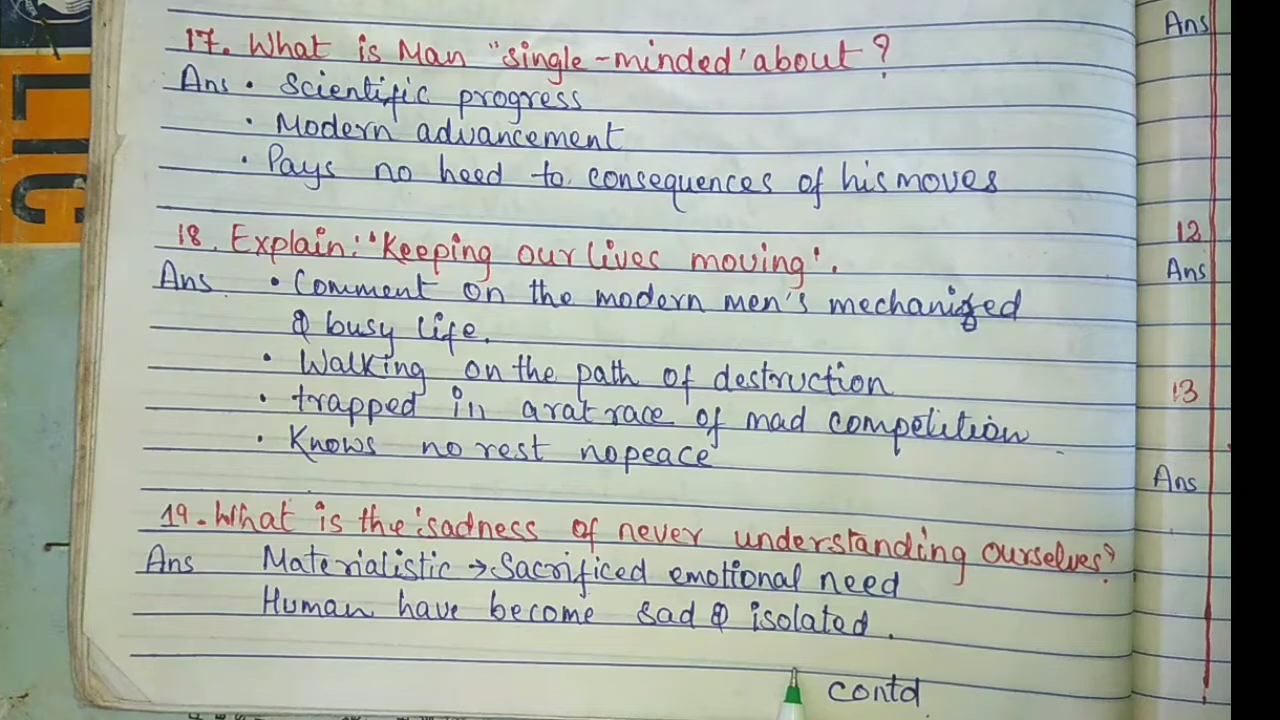 LIC
17. What is Man "single-minded' about?
Ans • Scientific progress
• Modern advancement
• Pays no heed to consequences of his moves
18. Explain: 'Keeping our lives moving'.
Ans • Comment on the modern men's mechanized
& busy life.
• Walking on the path of destruction
• trapped in a rat race of mad competition
• Knows no rest no peace
19. What is the 'sadness of never understanding ourselves'?
Ans Materialistic → Sacrificed emotional need
Human have become sad & isolated.
contd
Ans
12
Ans
13
Ans